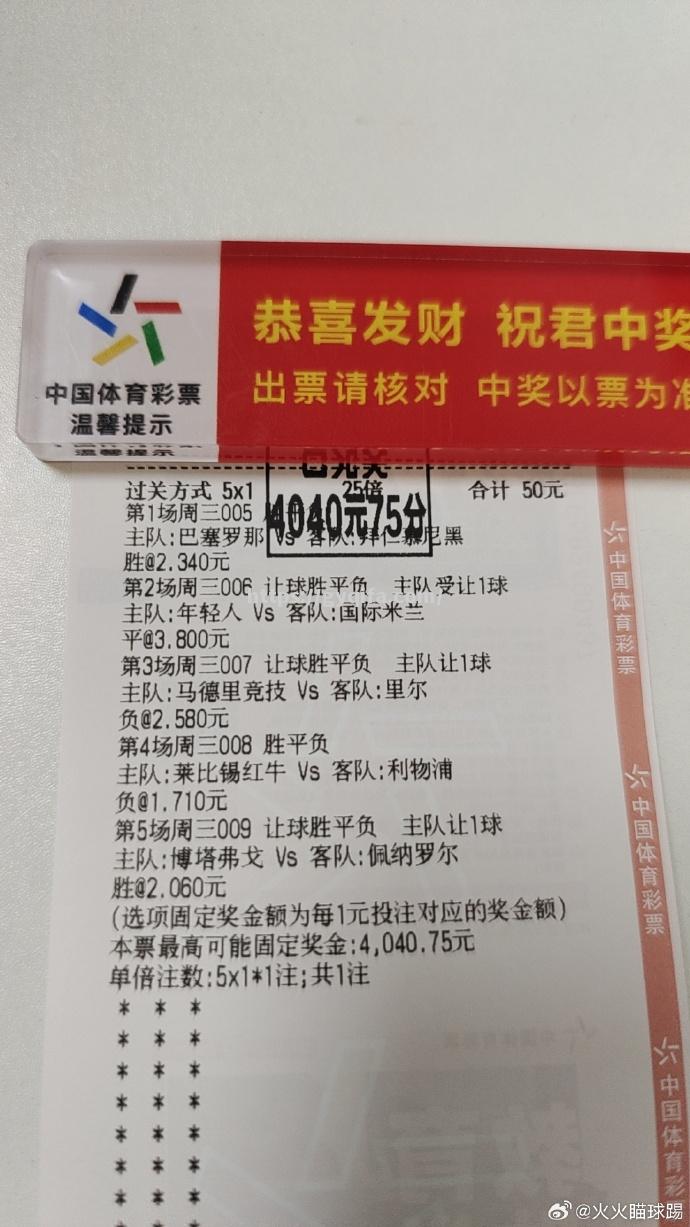 恭喜发财 祝君中奖
出票请核对 中奖以票为准
中国体育彩票
温馨提示
温馨提示
已兑奖
过关方式 5x1 25倍 合计 50元
4040元75分
第1场周三005
主队:巴塞罗那 Vs 客队:拜仁慕尼黑
胜@2.340元
第2场周三006 让球胜平负 主队受让1球
主队:年轻人 Vs 客队:国际米兰
平@3.800元
第3场周三007 让球胜平负 主队让1球
主队:马德里竞技 Vs 客队:里尔
负@2.580元
第4场周三008 胜平负
主队:莱比锡红牛 Vs 客队:利物浦
负@1.710元
第5场周三009 让球胜平负 主队让1球
主队:博塔弗戈 Vs 客队:佩纳罗尔
胜@2.060元
(选项固定奖金额为每1元投注对应的奖金额)
本票最高可能固定奖金:4,040.75元
单倍注数:5x1*1注;共1注
* * *
* * *
* * *
* * *
* * *
* * *
* * *
中国体育彩票
中国体育彩票
中国体育彩
@火火瞄球踢